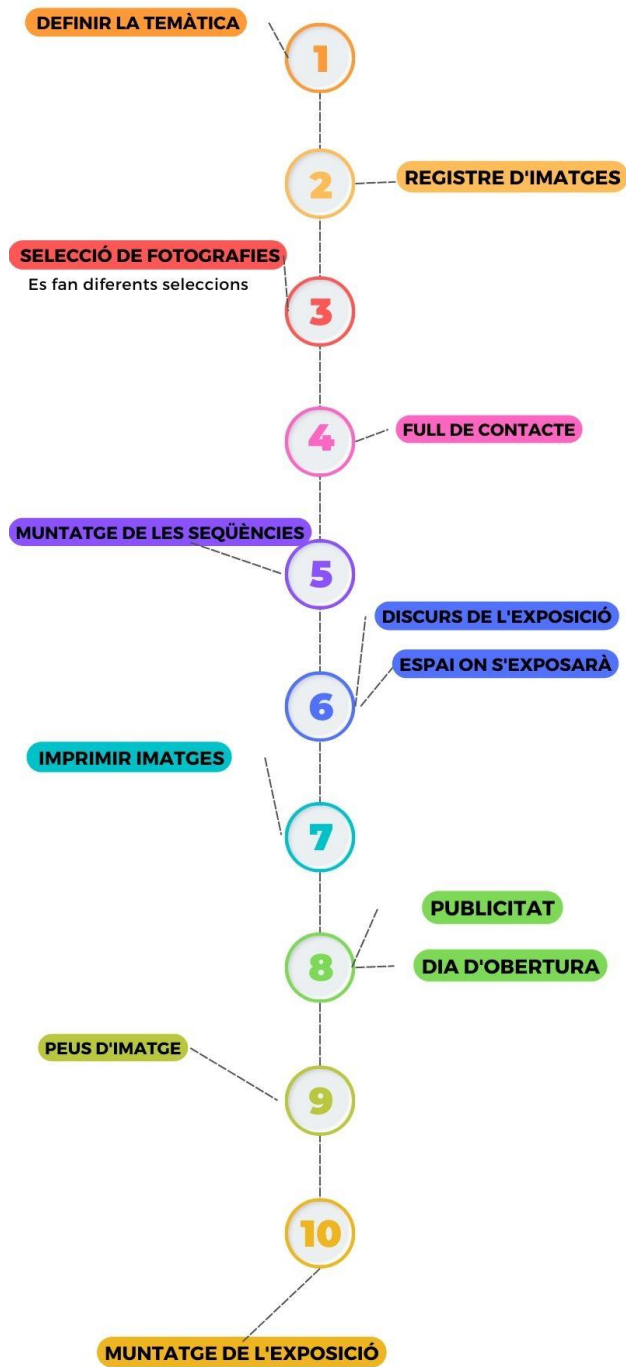 DEFINIR LA TEMÀTICA
1
2
REGISTRE D'IMATGES
SELECCIÓ DE FOTOGRAFIES
Es fan diferents seleccions
3
4
FULL DE CONTACTE
MUNTATGE DE LES SEQÜÈNCIES
5
DISCURS DE L'EXPOSICIÓ
ESPAI ON S'EXPOSARÀ
6
IMPRIMIR IMATGES
7
PUBLICITAT
8
DIA D'OBERTURA
PEUS D'IMATGE
9
10
MUNTATGE DE L'EXPOSICIÓ